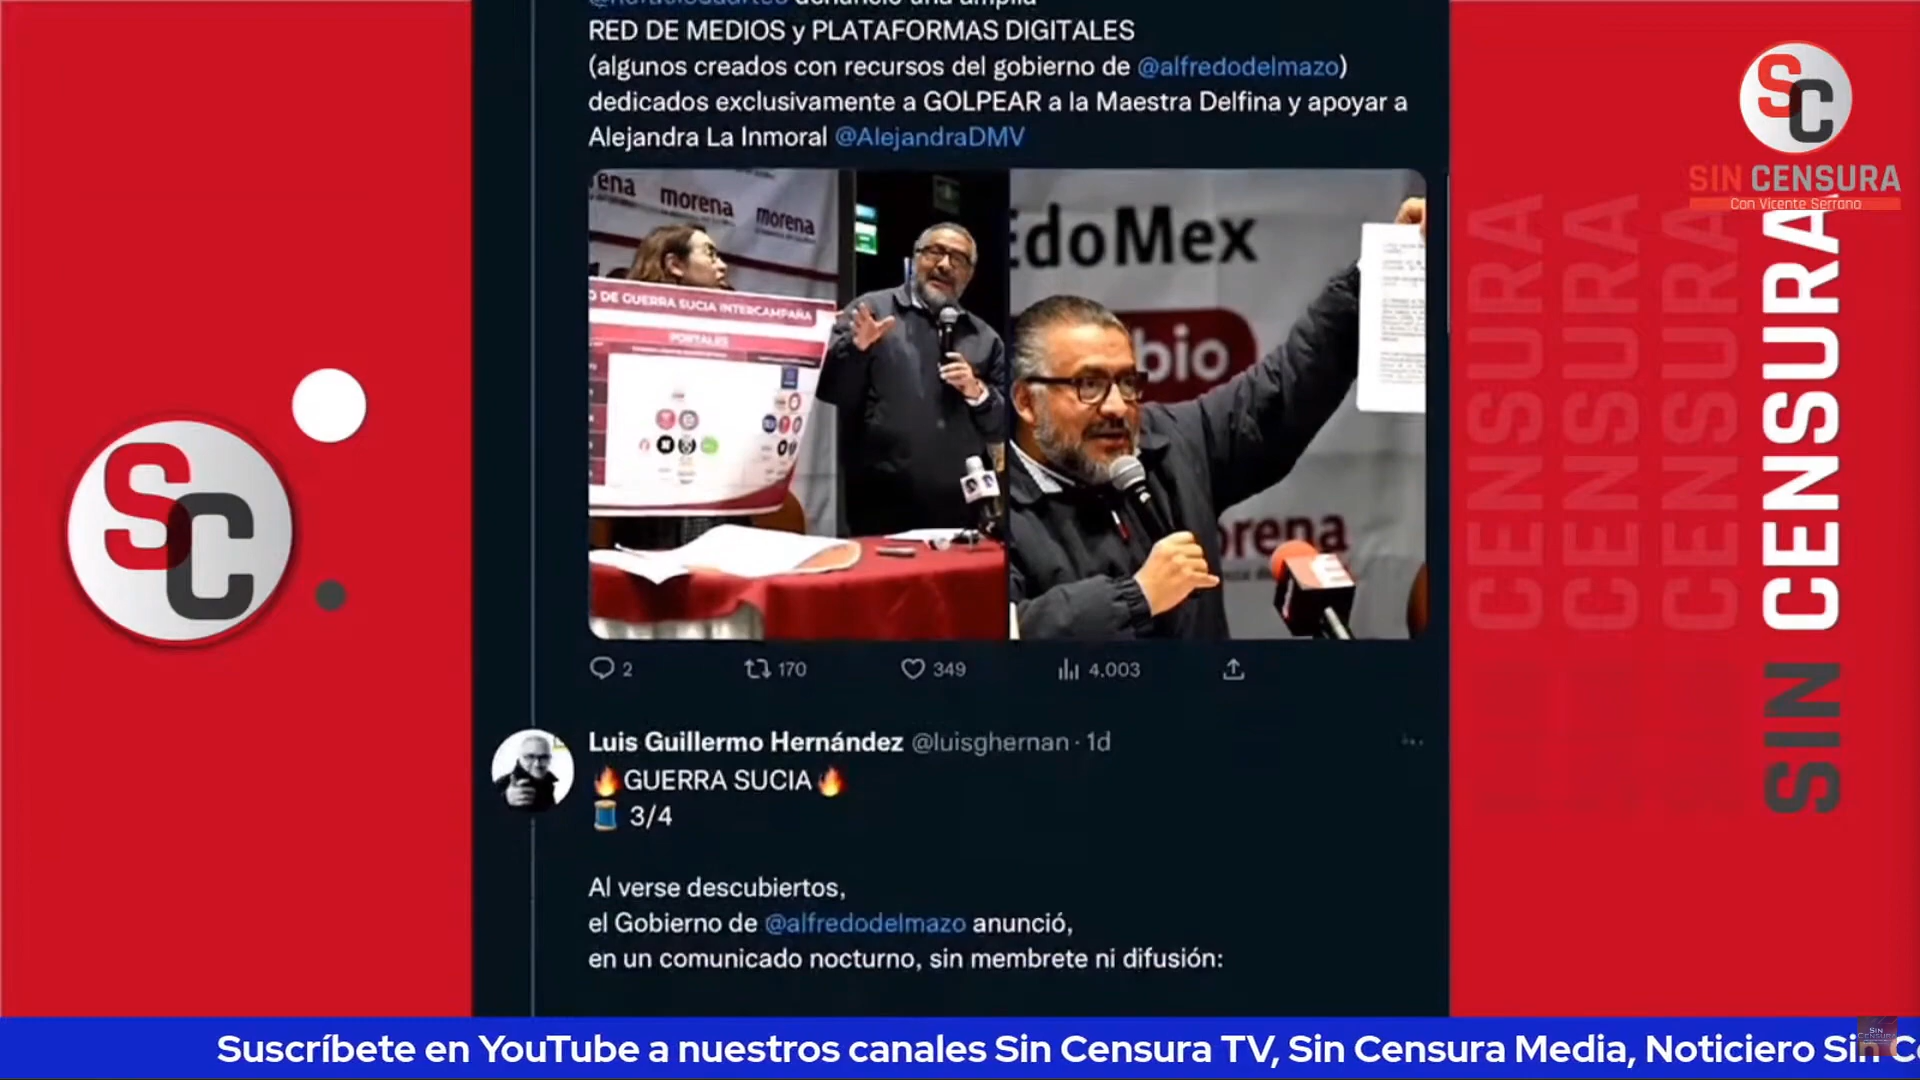 RED DE MEDIOS y PLATAFORMAS DIGITALES
(algunos creados con recursos del gobierno de @alfredodelmazo)
dedicados exclusivamente a GOLPEAR a la Maestra Delfina y apoyar a
Alejandra La Inmoral @AlejandraDMV
ena
morena
morena
DE GUERRA SUCIA INTERCAMPAÑA
PORTALES
EdoMex
bio
orena
2
170
349
4.003
Luis Guillermo Hernández @luisghernan · 1d
🔥GUERRA SUCIA🔥
🧵 3/4
Al verse descubiertos,
el Gobierno de @alfredodelmazo anunció,
en un comunicado nocturno, sin membrete ni difusión:
SC
SC
SIN CENSURA
Con Vicente Serrano
CENSURA
CENSURA
CENSURA
SIN CENSURA
Suscríbete en YouTube a nuestros canales Sin Censura TV, Sin Censura Media, Noticiero Sin C